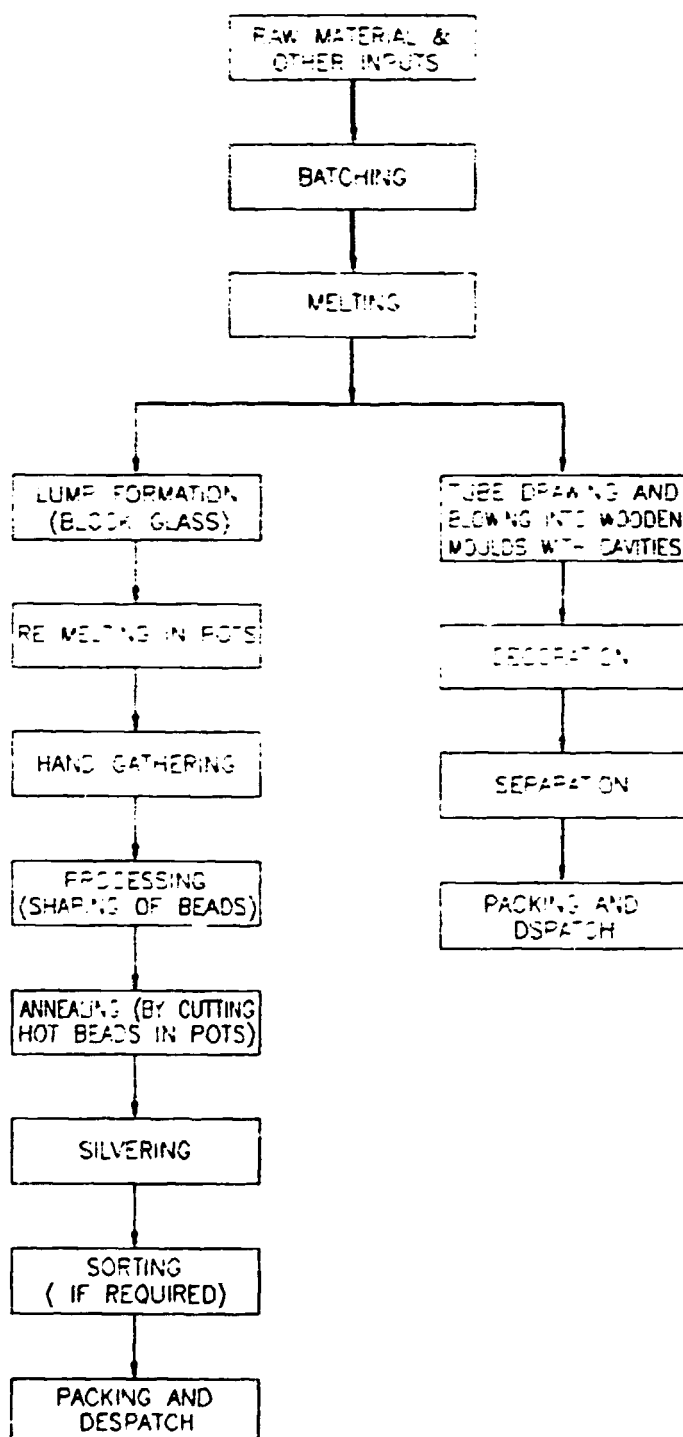 RAW MATERIAL &
OTHER INPUTS
BATCHING
MELTING
LUMP FORMATION
(BLOCK GLASS)
RE MELTING IN POTS
HAND GATHERING
PROCESSING
(SHAPING OF BEADS)
ANNEALING (BY CUTTING
HOT BEADS IN POTS)
SILVERING
SORTING
( IF REQUIRED)
PACKING AND
DESPATCH
TUBE DRAWING AND
BLOWING INTO WOODEN
MOULDS WITH CAVITIES
DECORATION
SEPARATION
PACKING AND
DSPATCH